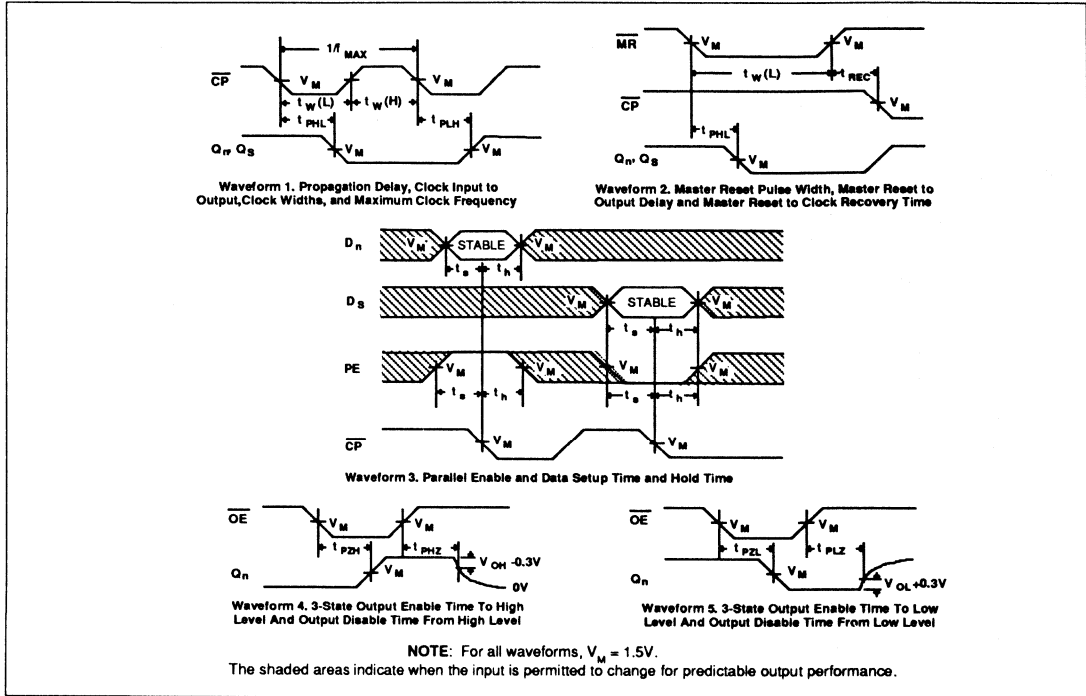 1/f MAX
CP
V M V M
t W (L) t W (H)
t PHL t PLH
Qn, QS
V M V M
Waveform 1. Propagation Delay, Clock Input to
Output,Clock Widths, and Maximum Clock Frequency
MR
V M V M
t W (L) t REC
CP
V M
t PHL
Qn, QS
V M
Waveform 2. Master Reset Pulse Width, Master Reset to
Output Delay and Master Reset to Clock Recovery Time
D n
V M STABLE V M
t s t h
D S
V M STABLE V M
t s t h
PE
V M V M V M V M
t s t h t s t h
CP
V M V M
Waveform 3. Parallel Enable and Data Setup Time and Hold Time
OE
V M V M
t PZH t PHZ
V OH -0.3V
Q n
V M
0V
Waveform 4. 3-State Output Enable Time To High
Level And Output Disable Time From High Level
OE
V M V M
t PZL t PLZ
Q n
V M
V OL +0.3V
Waveform 5. 3-State Output Enable Time To Low
Level And Output Disable Time From Low Level
NOTE: For all waveforms, V M = 1.5V.
The shaded areas indicate when the input is permitted to change for predictable output performance.